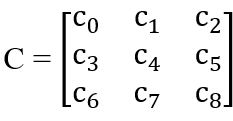 c₀ c₁ c₂
C = c₃ c₄ c₅
c₆ c₇ c₈